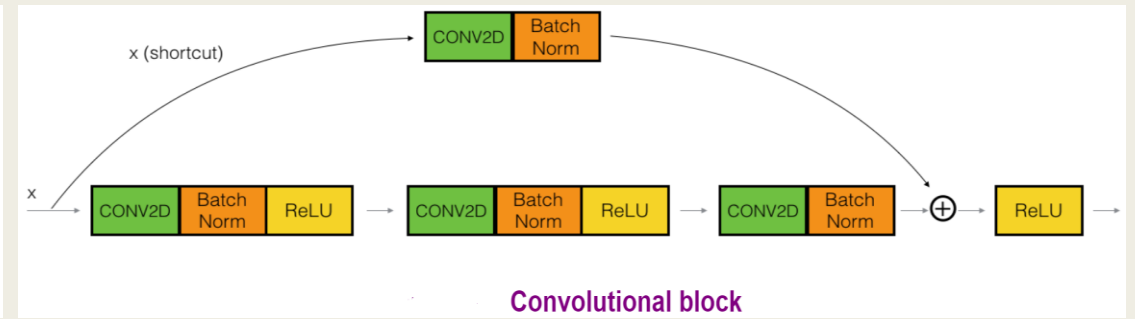 CONV2D
Batch
Norm
x (shortcut)
x
CONV2D
Batch
Norm
ReLU
CONV2D
Batch
Norm
ReLU
CONV2D
Batch
Norm
ReLU
Convolutional block